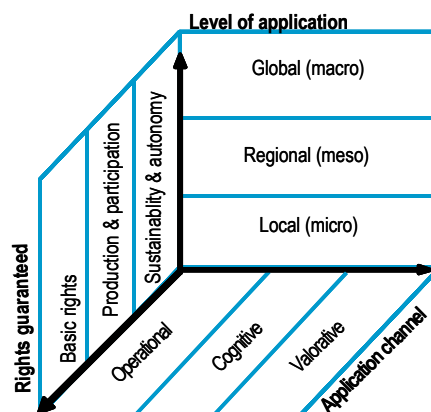 Level of application
Global (macro)
Regional (meso)
Local (micro)
Rights guaranteed
Basic rights
Production & participation
Sustainablity & autonomy
Operational
Cognitive
Valorative
Application channel